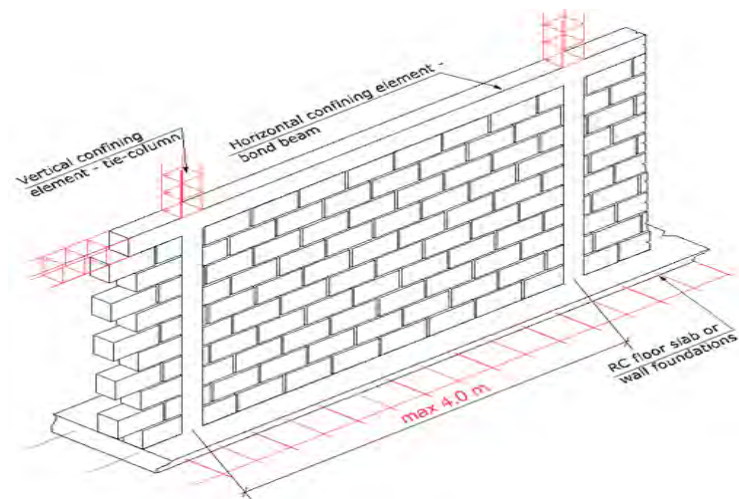 Vertical confining
element - tie-column
Horizontal confining element -
bond beam
RC floor slab or
wall foundations
max 4,0 m